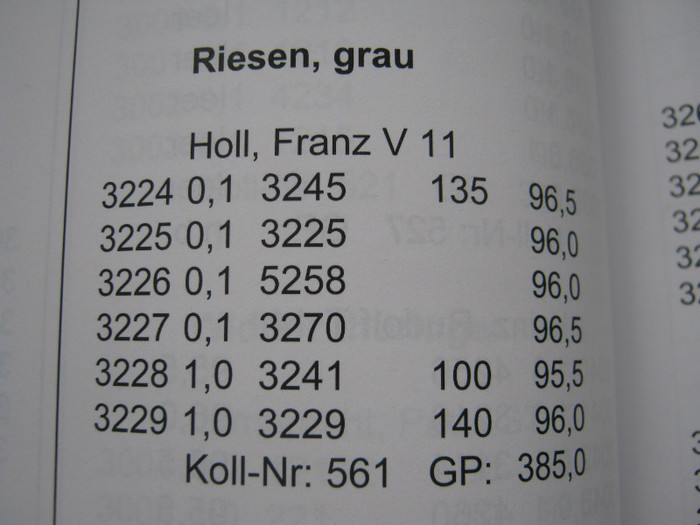 Riesen, grau
Holl, Franz V 11
3224 0,1 3245 135 96,5
3225 0,1 3225 96,0
3226 0,1 5258 96,0
3227 0,1 3270 96,5
3228 1,0 3241 100 95,5
3229 1,0 3229 140 96,0
Koll-Nr: 561 GP: 385,0